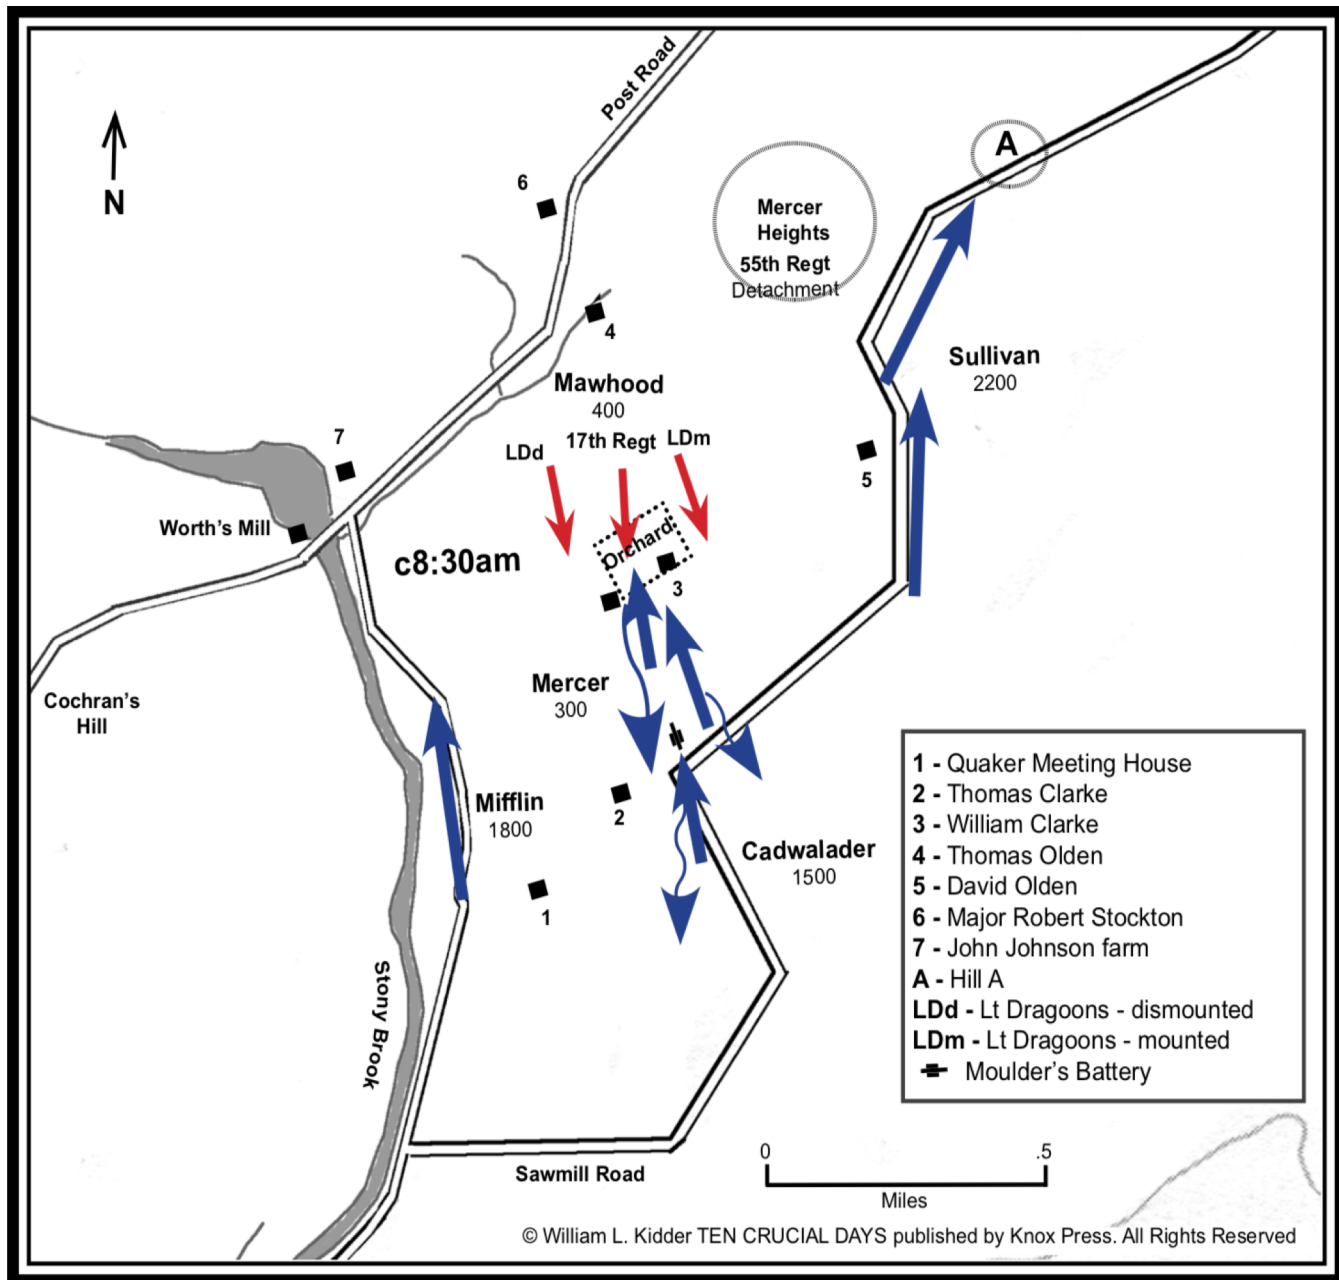 Post Road
N
A
6
Mercer
Heights
55th Regt
Detachment
4
Sullivan
2200
Mawhood
400
17th Regt
LDd
LDm
7
5
Worth's Mill
c8:30am
Orchard
3
Cochran's
Hill
Mercer
300
Mifflin
1800
2
Cadwalader
1500
1
Stony Brook
Sawmill Road
1 - Quaker Meeting House
2 - Thomas Clarke
3 - William Clarke
4 - Thomas Olden
5 - David Olden
6 - Major Robert Stockton
7 - John Johnson farm
A - Hill A
LDd - Lt Dragoons - dismounted
LDm - Lt Dragoons - mounted
Moulder's Battery
0 .5
Miles
© William L. Kidder TEN CRUCIAL DAYS published by Knox Press. All Rights Reserved